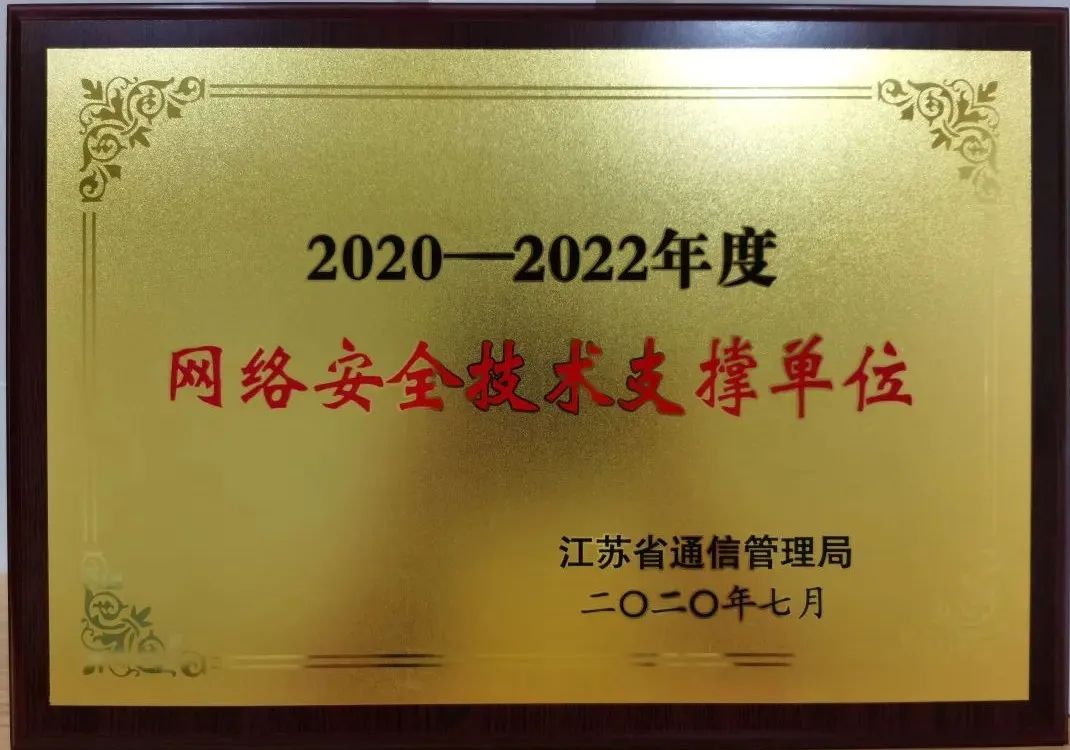 2020—2022年度
网络安全技术支撑单位
江苏省通信管理局
二〇二〇年七月